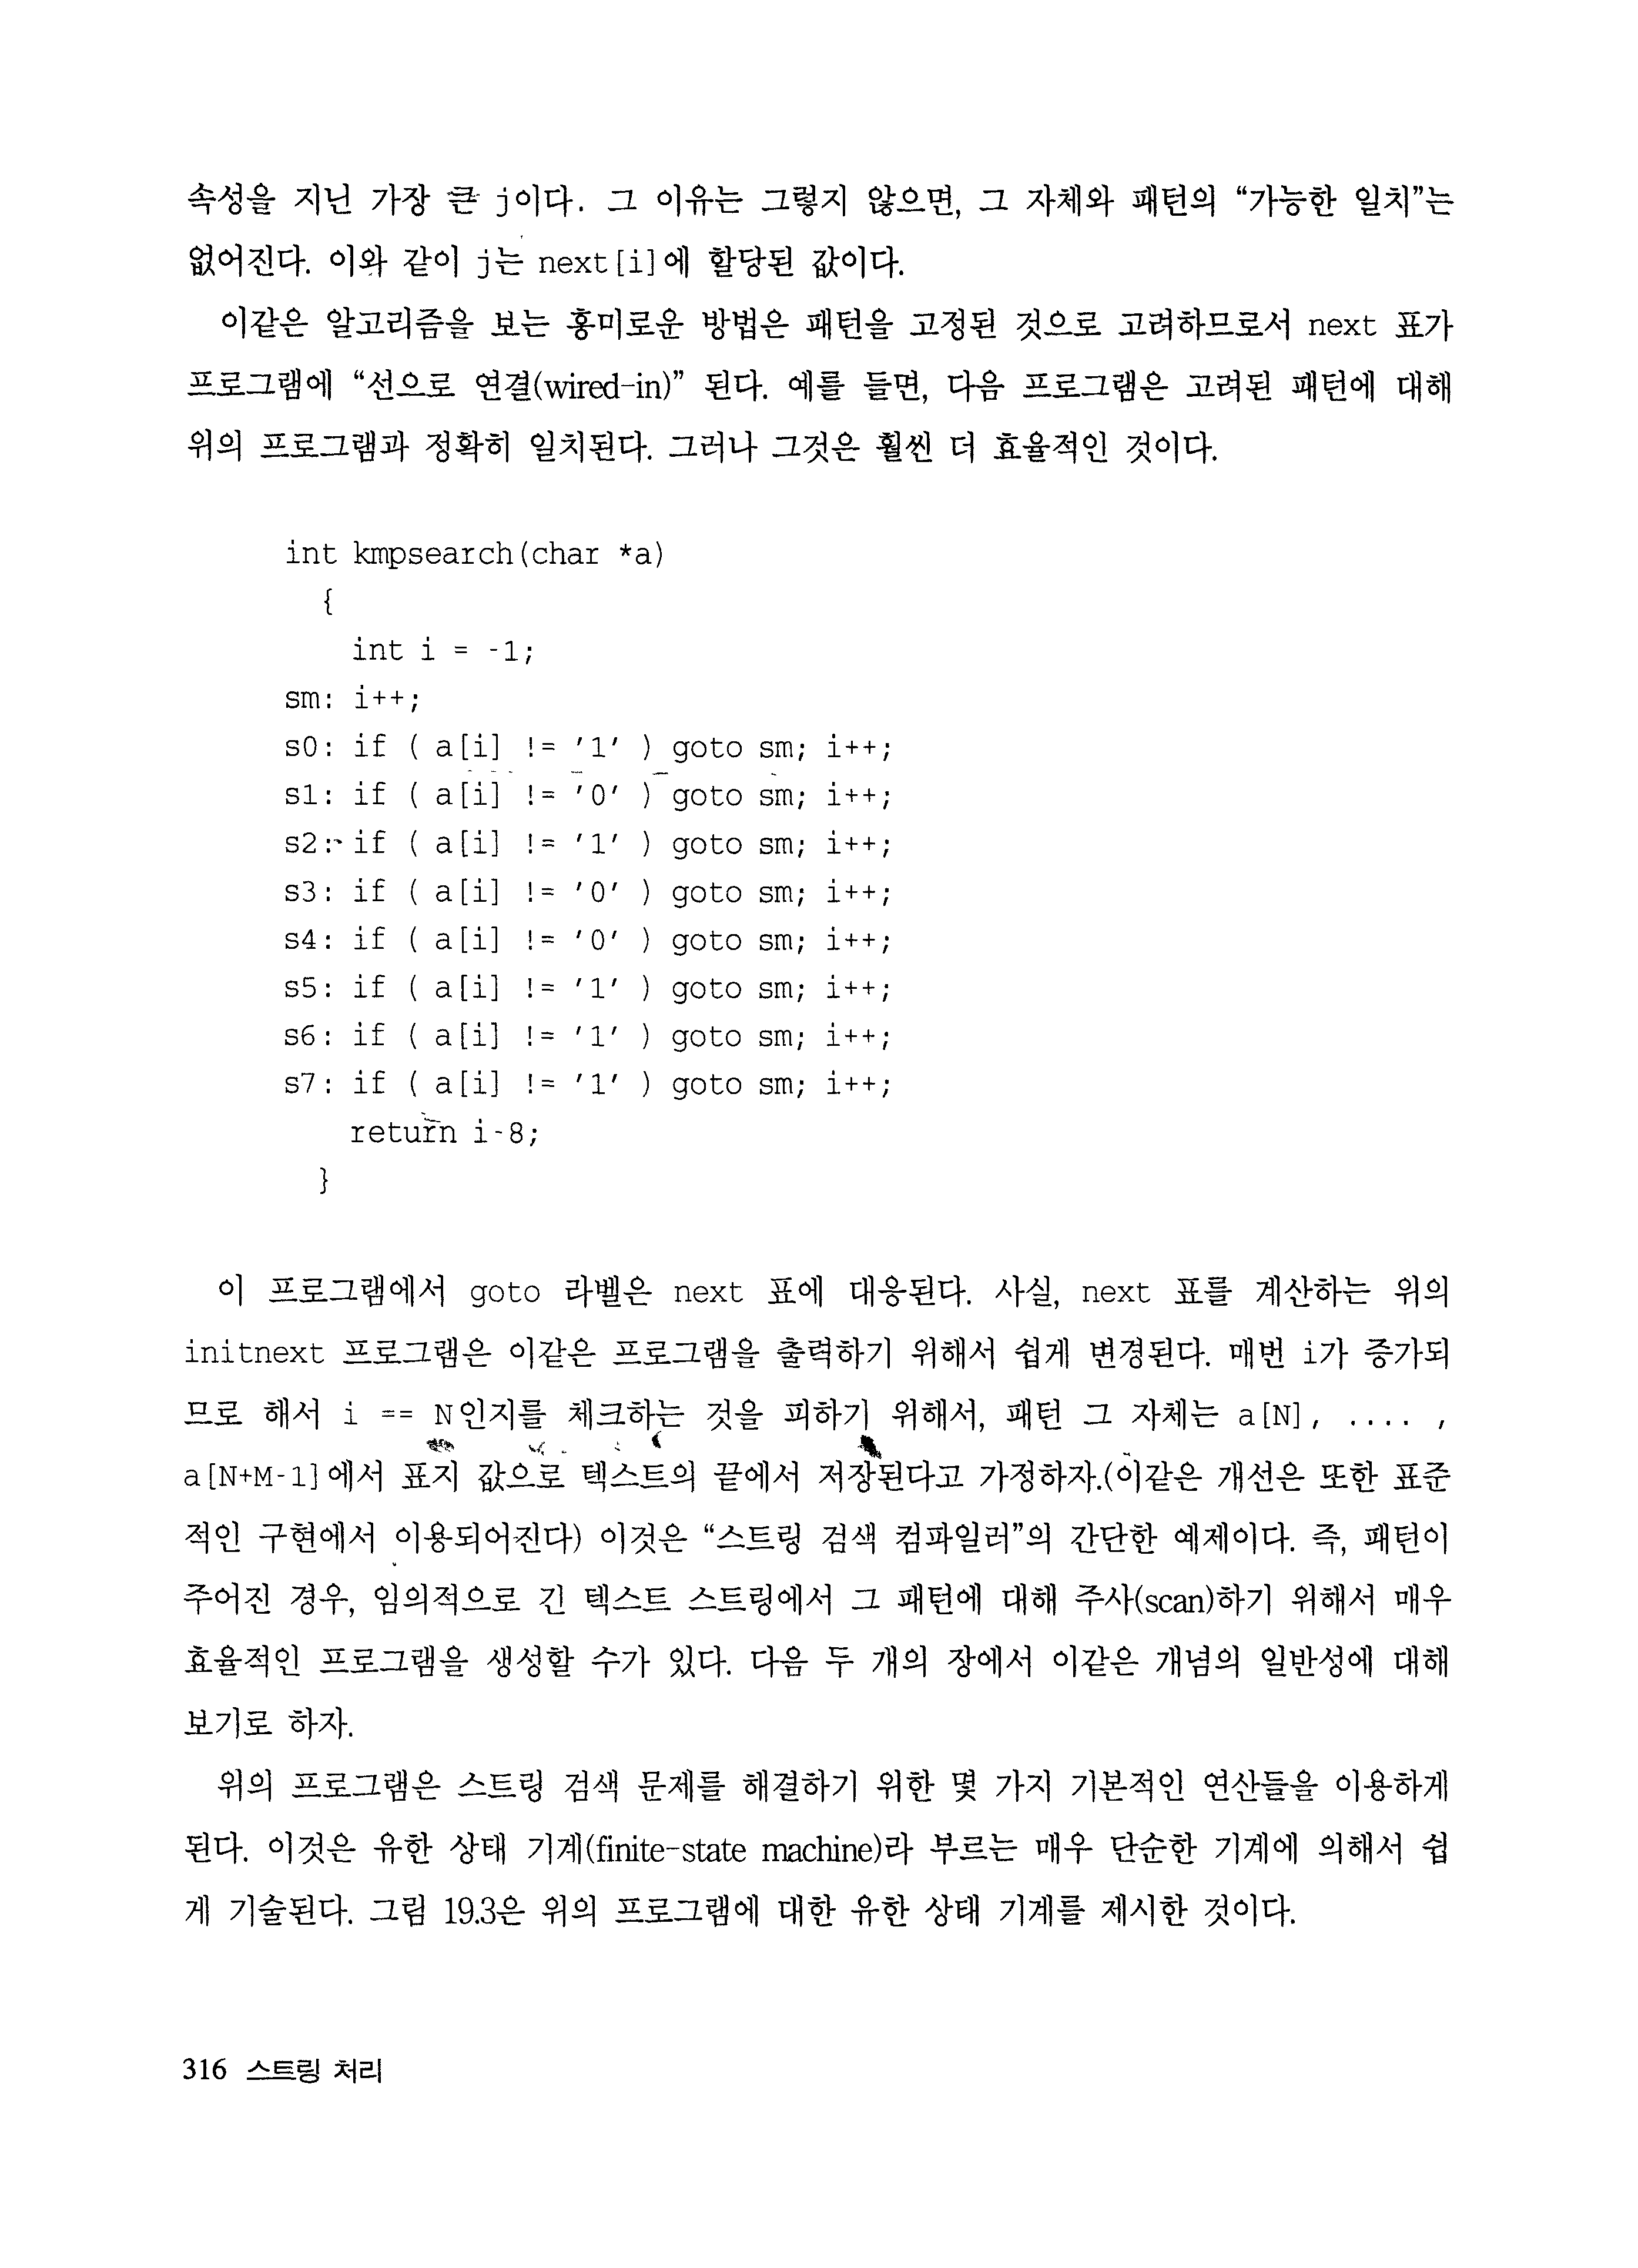 속성을 지닌 가장 큰 j이다. 그 이유는 그렇지 않으면, 그 자체와 패턴의 “가능한 일치”는
없어진다. 이와 같이 j는 next[i]에 할당된 값이다.
이같은 알고리즘을 보는 흥미로운 방법은 패턴을 고정된 것으로 고려하므로서 next 표가
프로그램에 “선으로 연결(wired-in)” 된다. 예를 들면, 다음 프로그램은 고려된 패턴에 대해
위의 프로그램과 정확히 일치된다. 그러나 그것은 훨씬 더 효율적인 것이다.
int kmpsearch(char *a)
{
int i = -1;
sm: i++;
s0: if ( a[i] != '1' ) goto sm; i++;
s1: if ( a[i] != '0' ) goto sm; i++;
s2: if ( a[i] != '1' ) goto sm; i++;
s3: if ( a[i] != '0' ) goto sm; i++;
s4: if ( a[i] != '0' ) goto sm; i++;
s5: if ( a[i] != '1' ) goto sm; i++;
s6: if ( a[i] != '1' ) goto sm; i++;
s7: if ( a[i] != '1' ) goto sm; i++;
return i-8;
}
이 프로그램에서 goto 라벨은 next 표에 대응된다. 사실, next 표를 계산하는 위의
initnext 프로그램은 이같은 프로그램을 출력하기 위해서 쉽게 변경된다. 매번 i가 증가되
므로 해서 i == N인지를 체크하는 것을 피하기 위해서, 패턴 그 자체는 a[N], .... ,
a[N+M-1]에서 표지 값으로 텍스트의 끝에서 저장된다고 가정하자.(이같은 개선은 또한 표준
적인 구현에서 이용되어진다) 이것은 “스트링 검색 컴파일러”의 간단한 예제이다. 즉, 패턴이
주어진 경우, 임의적으로 긴 텍스트 스트링에서 그 패턴에 대해 주사(scan)하기 위해서 매우
효율적인 프로그램을 생성할 수가 있다. 다음 두 개의 장에서 이같은 개념의 일반성에 대해
보기로 하자.
위의 프로그램은 스트링 검색 문제를 해결하기 위한 몇 가지 기본적인 연산들을 이용하게
된다. 이것은 유한 상태 기계(finite-state machine)라 부르는 매우 단순한 기계에 의해서 쉽
게 기술된다. 그림 19.3은 위의 프로그램에 대한 유한 상태 기계를 제시한 것이다.
316 스트링 처리